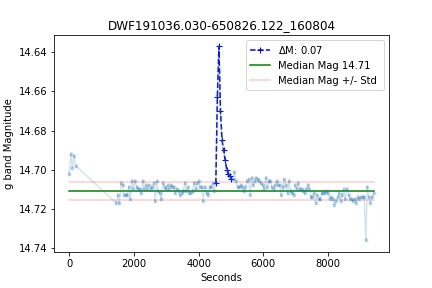 DWF191036.030-650826.122_160804
ΔM: 0.07
Median Mag 14.71
Median Mag +/- Std
g band Magnitude
14.64
14.66
14.68
14.70
14.72
14.74
0 2000 4000 6000 8000
Seconds